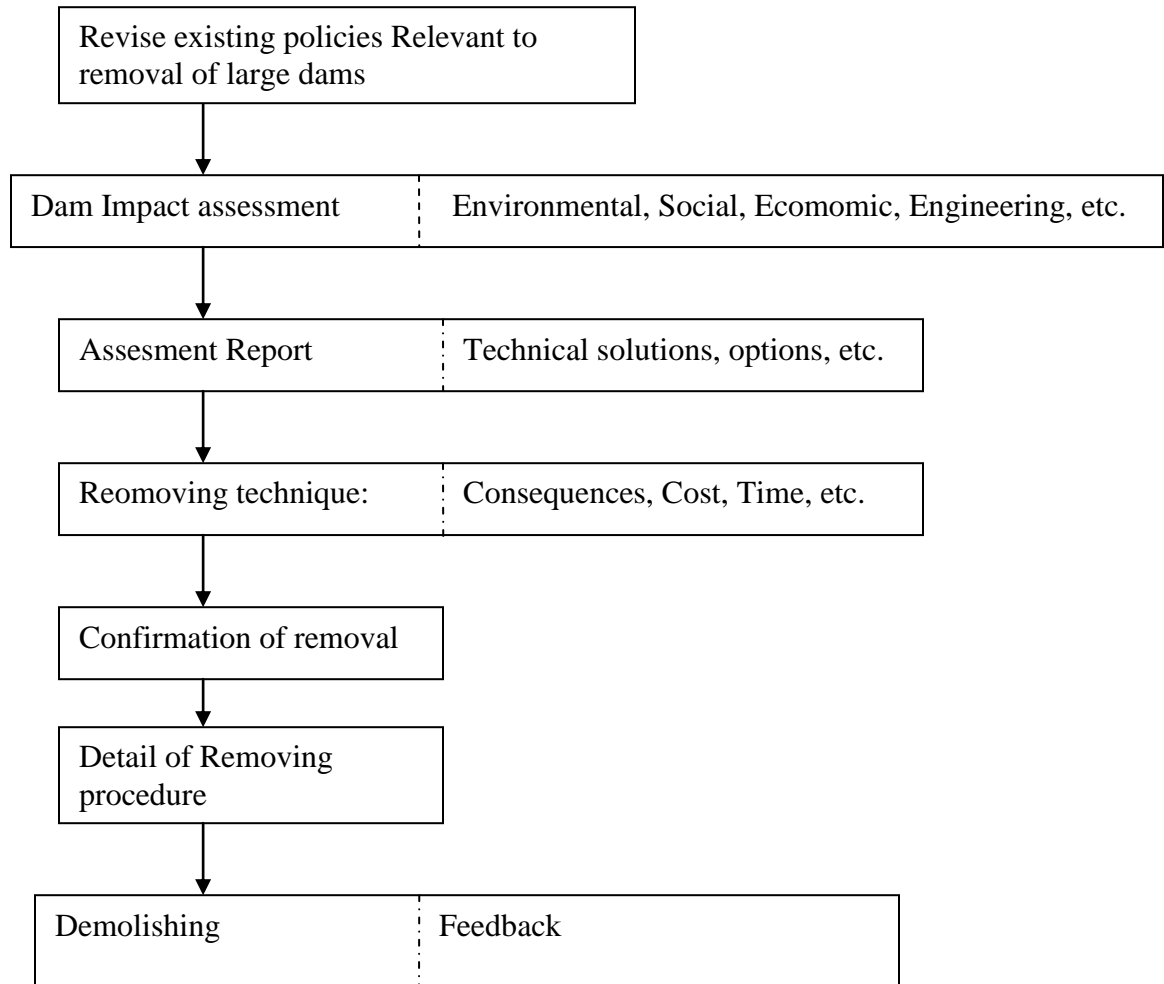 Revise existing policies Relevant to
removal of large dams
Dam Impact assessment Environmental, Social, Ecomomic, Engineering, etc.
Assesment Report Technical solutions, options, etc.
Reomoving technique: Consequences, Cost, Time, etc.
Confirmation of removal
Detail of Removing
procedure
Demolishing Feedback